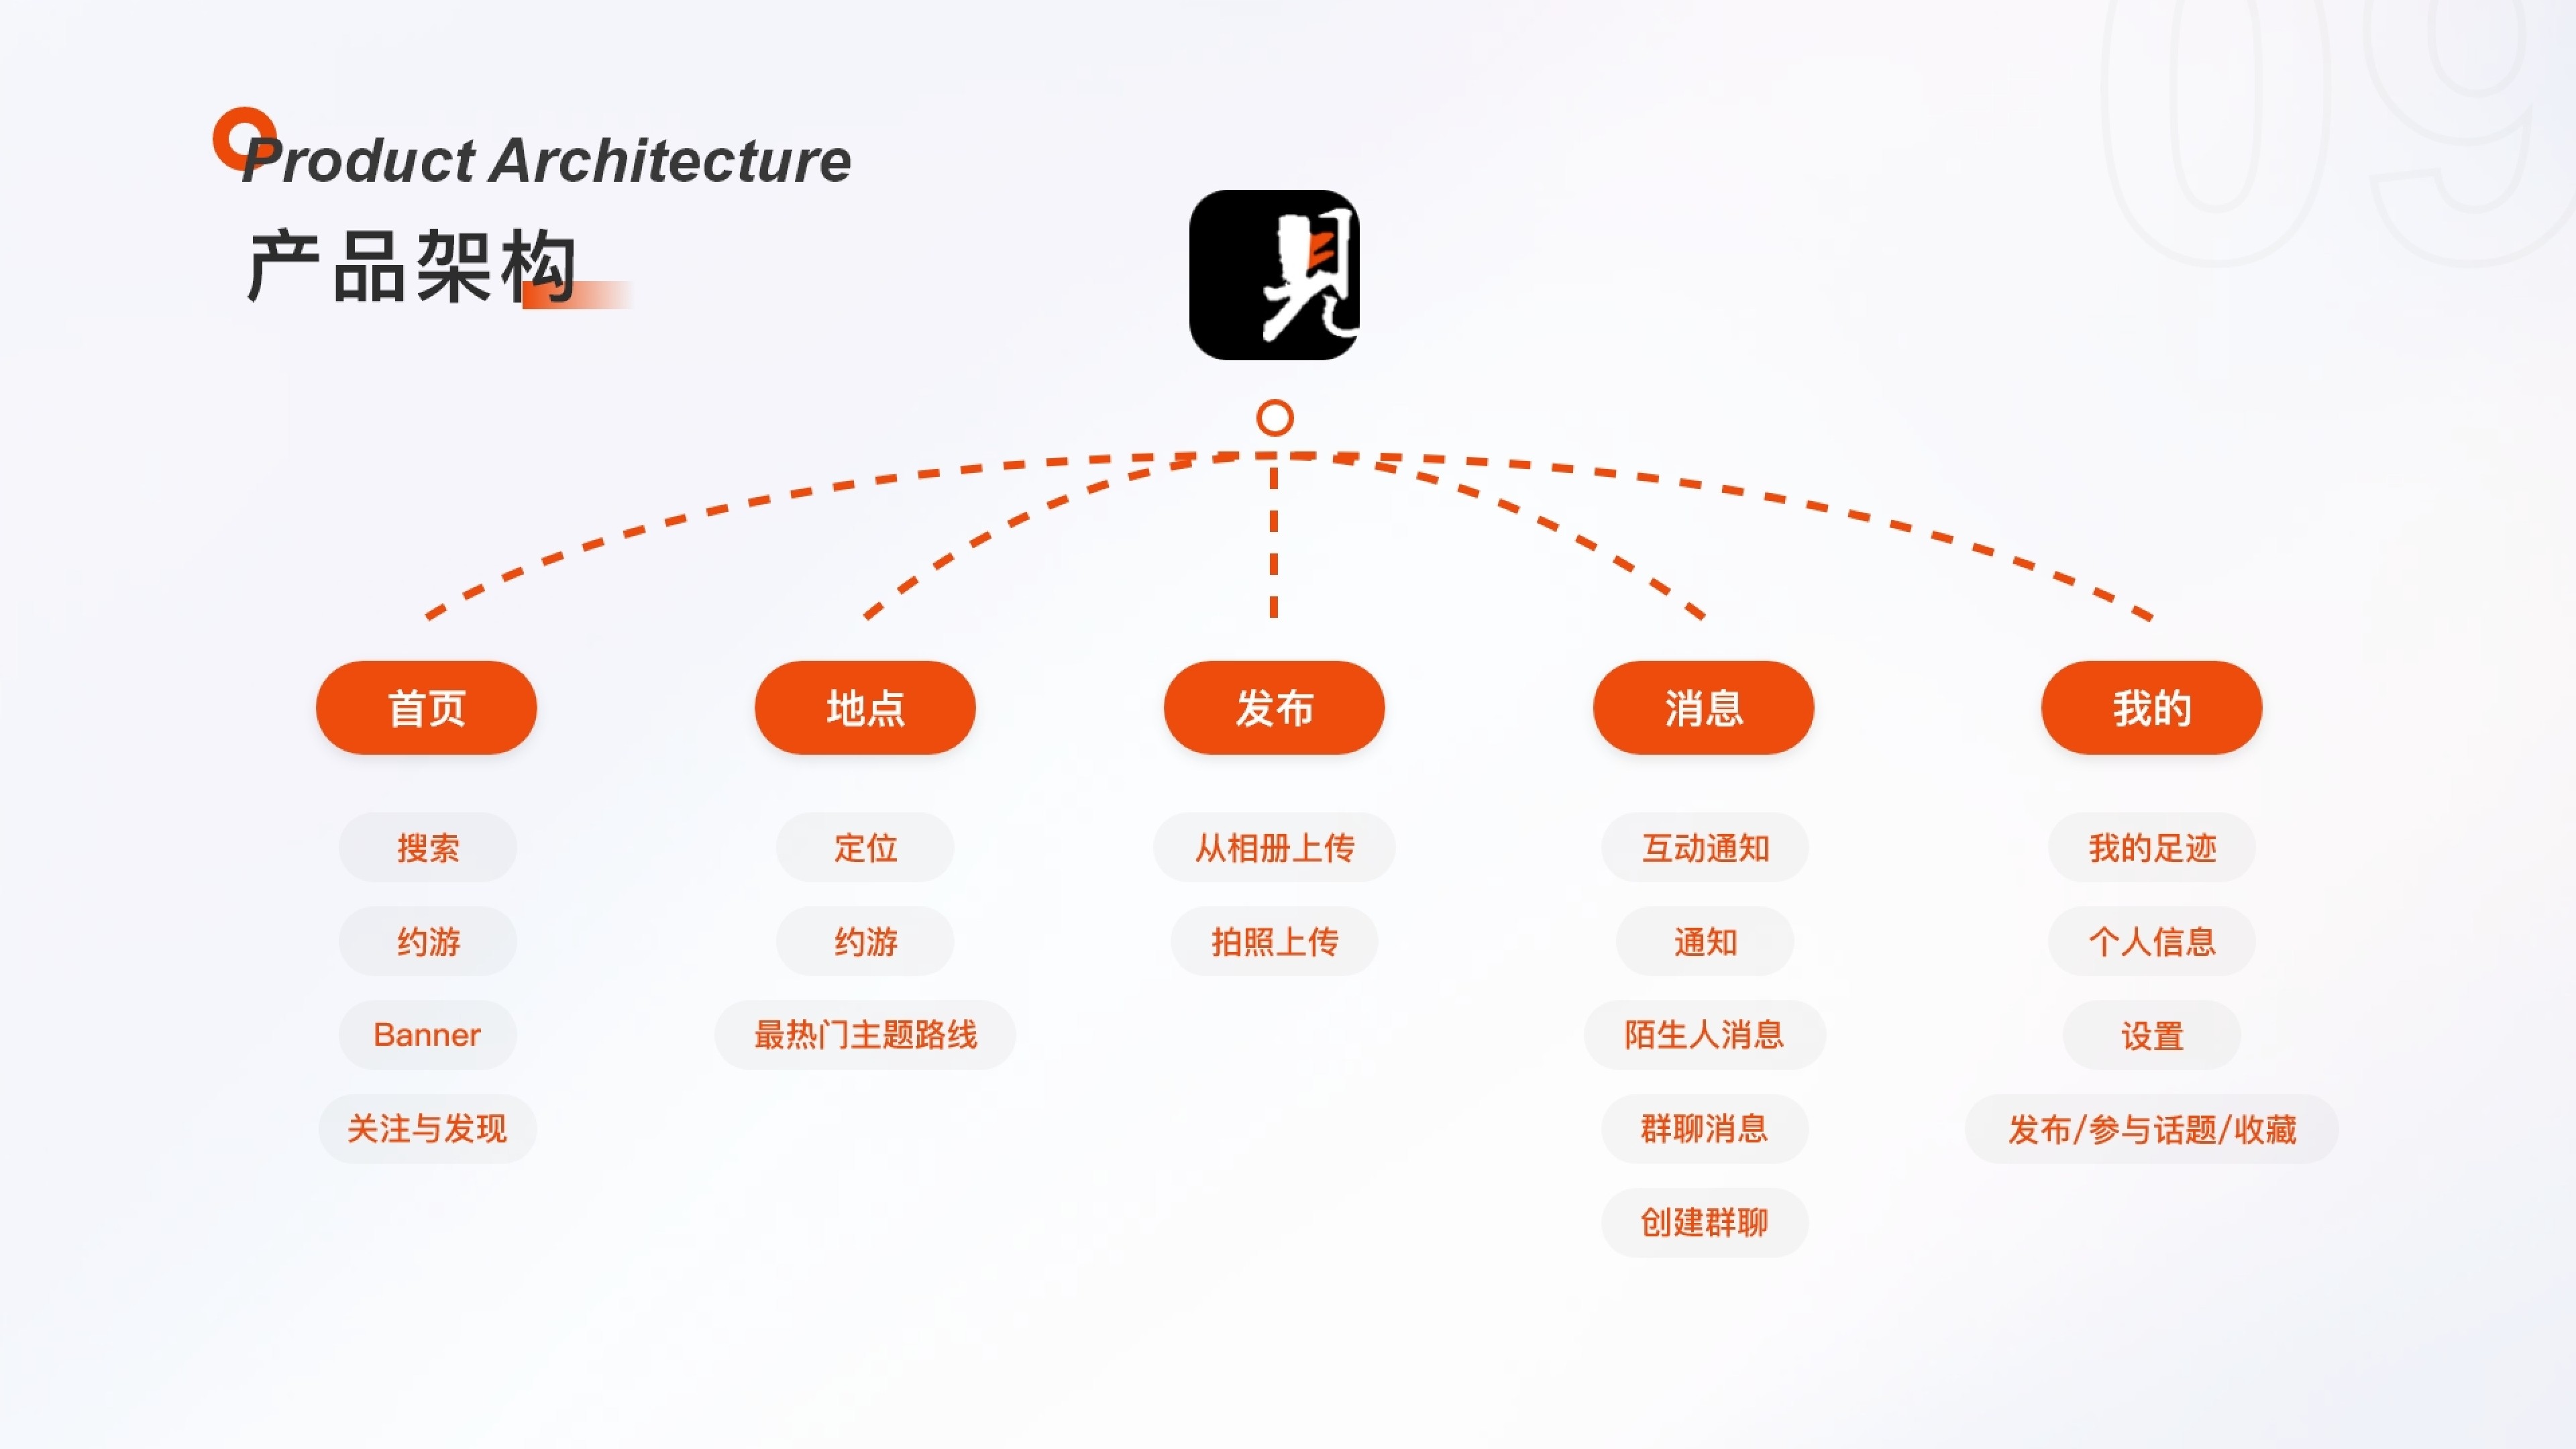 09
Product Architecture
产品架构
見
首页
搜索
约游
Banner
关注与发现
地点
定位
约游
最热门主题路线
发布
从相册上传
拍照上传
消息
互动通知
通知
陌生人消息
群聊消息
创建群聊
我的
我的足迹
个人信息
设置
发布/参与话题/收藏